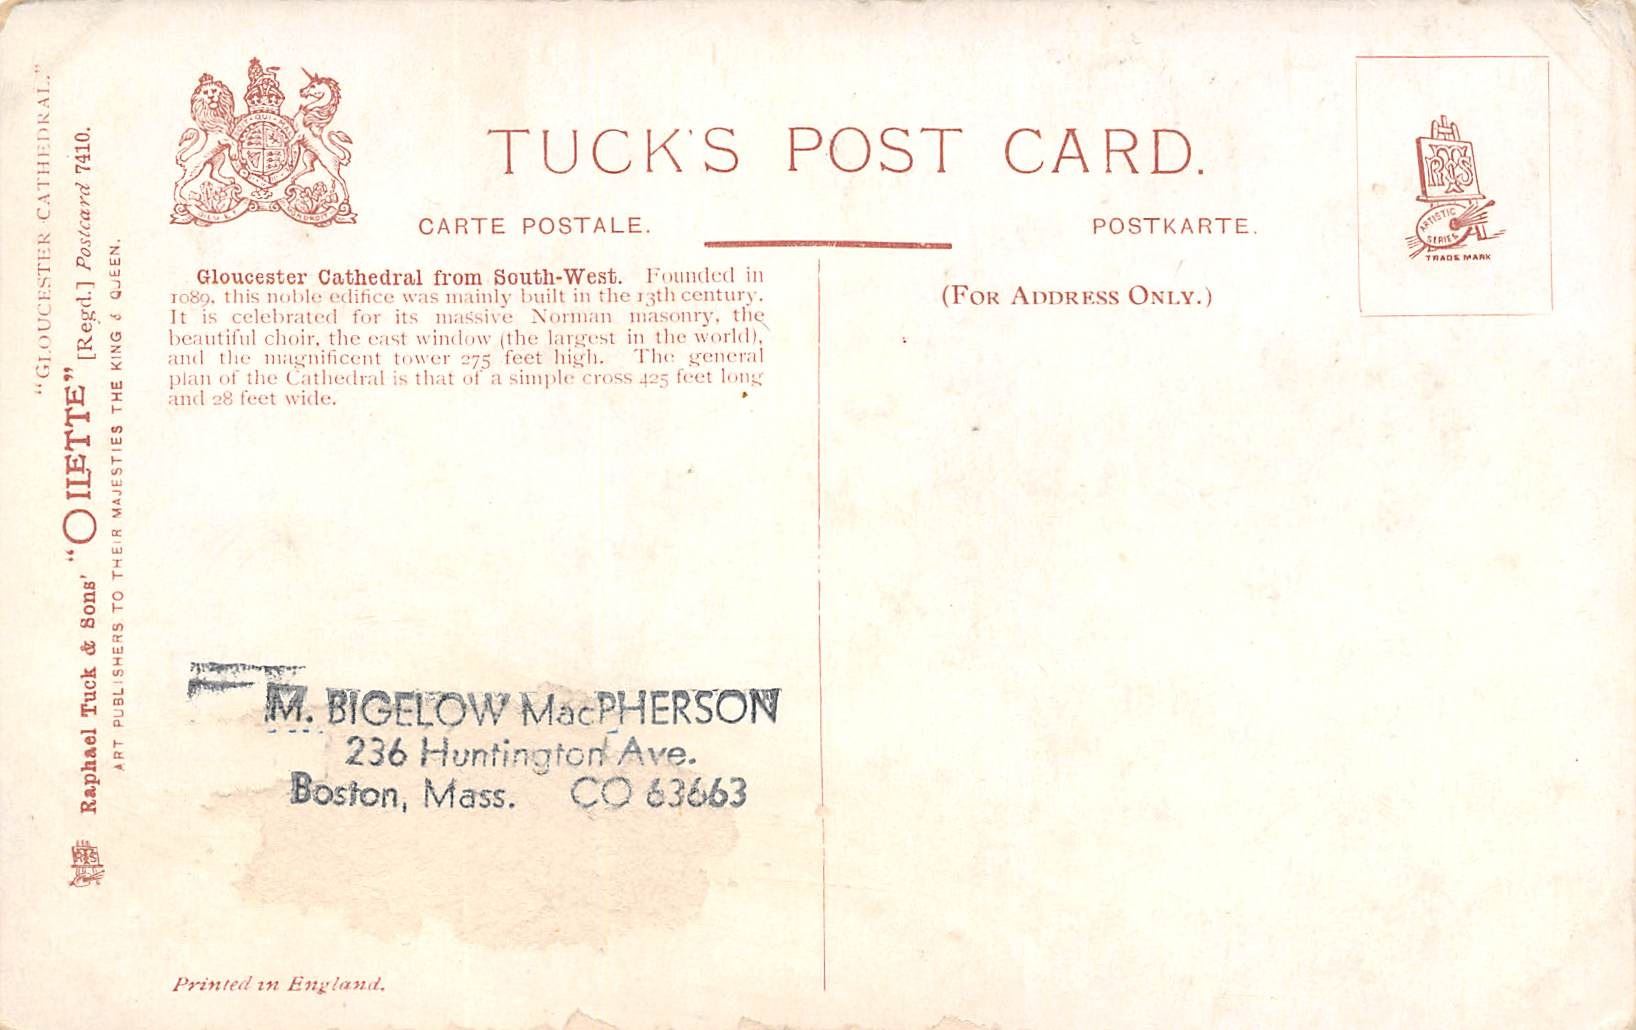 TUCK'S POST CARD.
CARTE POSTALE.
POSTKARTE.
RTS
ARTISTIC SERIES
TRADE MARK
(FOR ADDRESS ONLY.)
Gloucester Cathedral from South-West. Founded in
1089, this noble edifice was mainly built in the 13th century.
It is celebrated for its massive Norman masonry, the
beautiful choir, the east window (the largest in the world),
and the magnificent tower 275 feet high. The general
plan of the Cathedral is that of a simple cross 425 feet long
and 28 feet wide.
"GLOUCESTER CATHEDRAL."
Raphael Tuck & Sons' "OILETTE" [Regd.] Postcard 7410.
ART PUBLISHERS TO THEIR MAJESTIES THE KING & QUEEN.
M. BIGELOW MacPHERSON
236 Huntington Ave.
Boston, Mass. CO 63663
Printed in England.